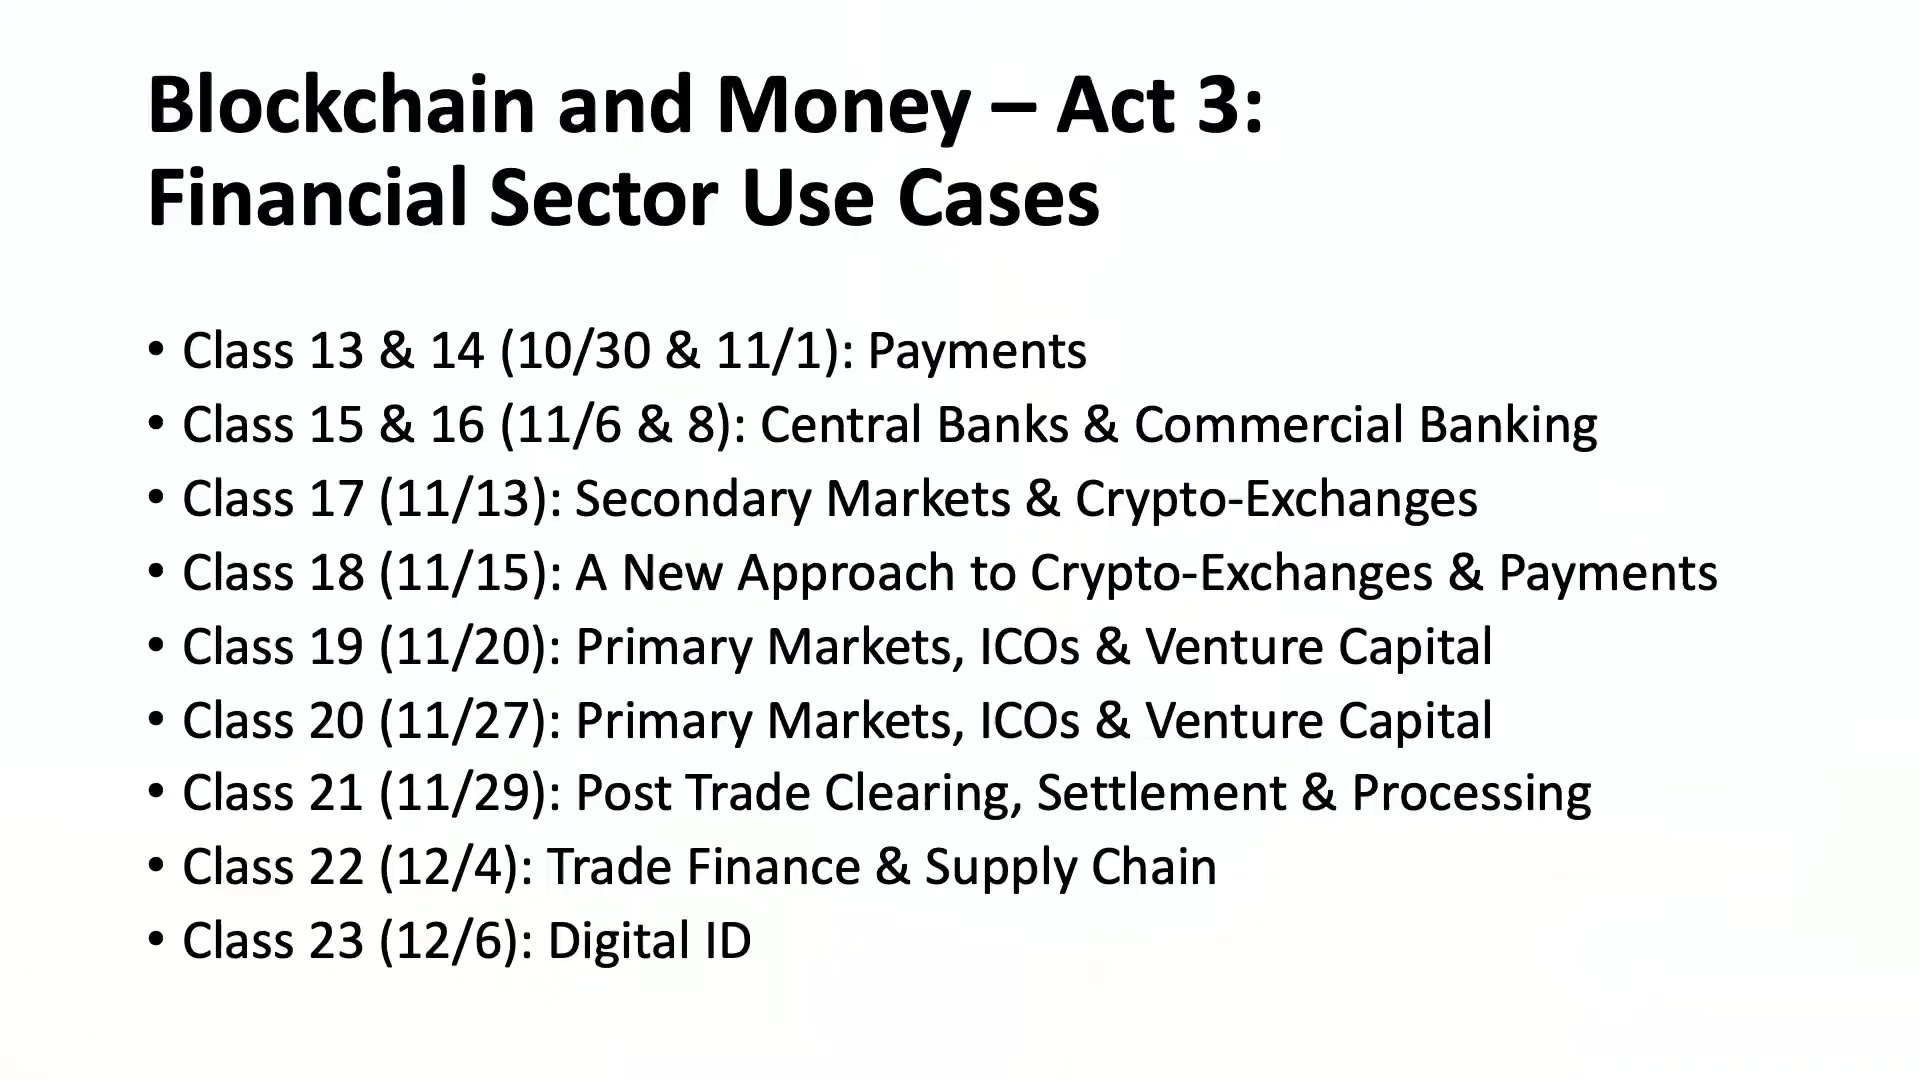 Blockchain and Money – Act 3:
Financial Sector Use Cases
• Class 13 & 14 (10/30 & 11/1): Payments
• Class 15 & 16 (11/6 & 8): Central Banks & Commercial Banking
• Class 17 (11/13): Secondary Markets & Crypto-Exchanges
• Class 18 (11/15): A New Approach to Crypto-Exchanges & Payments
• Class 19 (11/20): Primary Markets, ICOs & Venture Capital
• Class 20 (11/27): Primary Markets, ICOs & Venture Capital
• Class 21 (11/29): Post Trade Clearing, Settlement & Processing
• Class 22 (12/4): Trade Finance & Supply Chain
• Class 23 (12/6): Digital ID